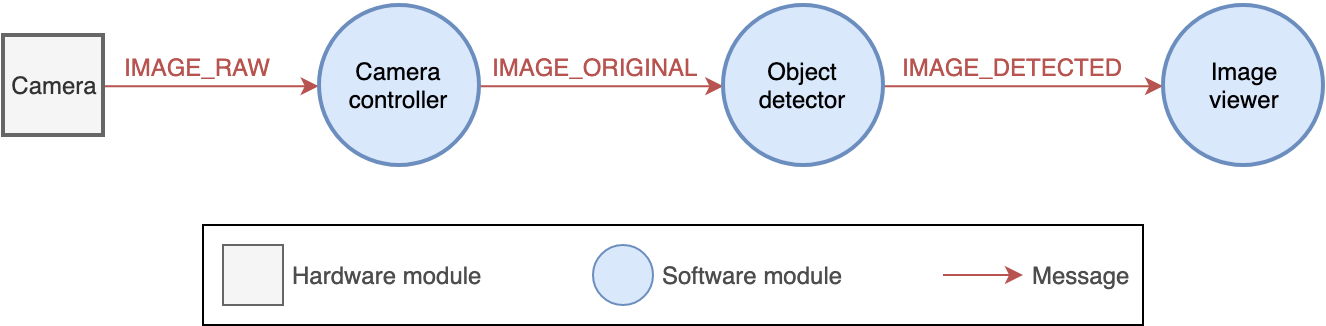 Camera
IMAGE_RAW
Camera
controller
IMAGE_ORIGINAL
Object
detector
IMAGE_DETECTED
Image
viewer
Hardware module
Software module
Message